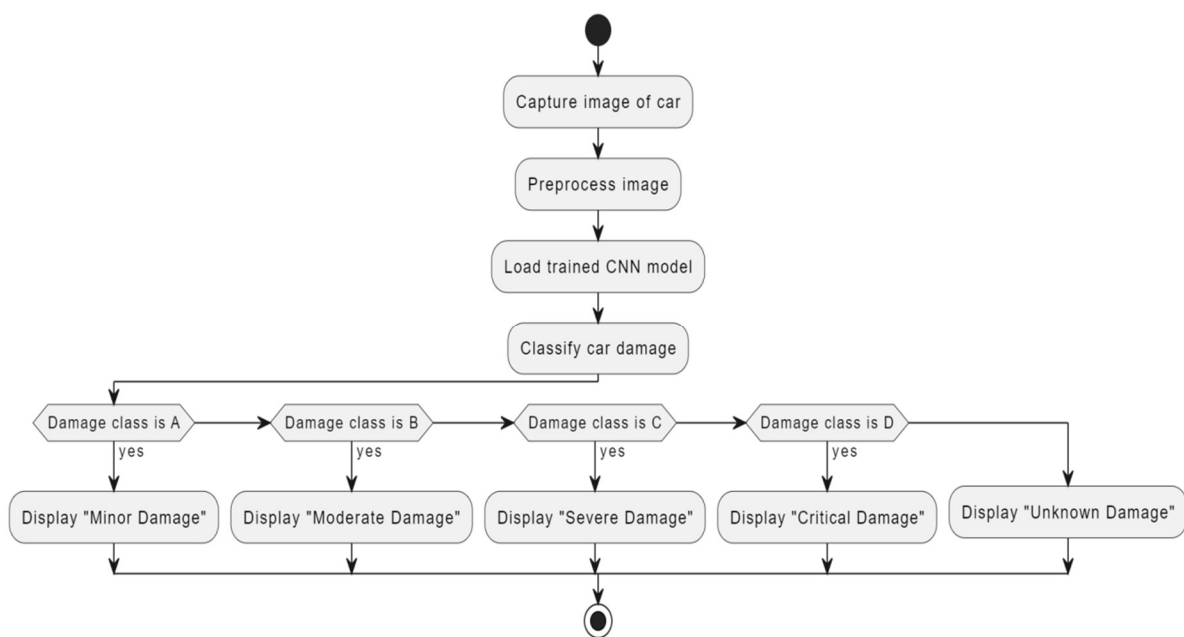 Capture image of car
Preprocess image
Load trained CNN model
Classify car damage
Damage class is A
Damage class is B
Damage class is C
Damage class is D
yes
yes
yes
yes
Display "Minor Damage"
Display "Moderate Damage"
Display "Severe Damage"
Display "Critical Damage"
Display "Unknown Damage"